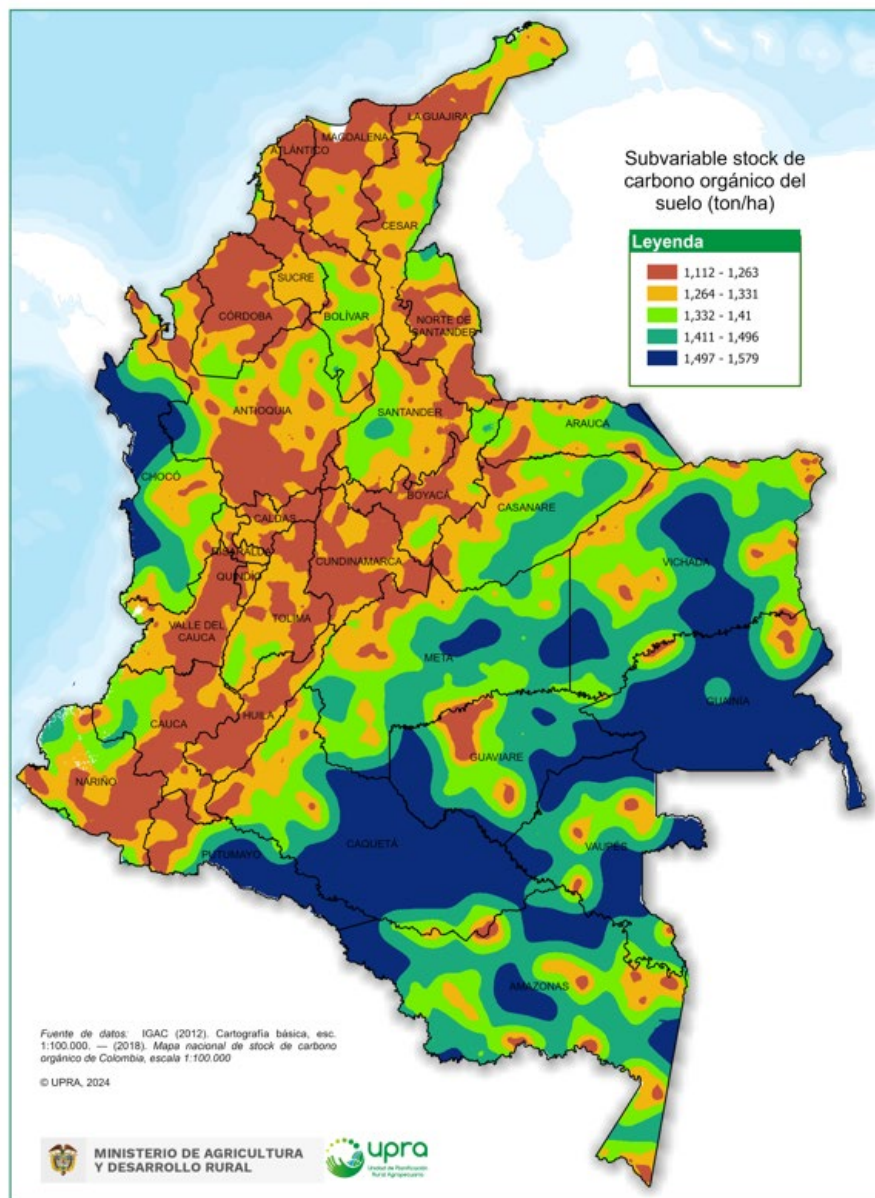 Subvariable stock de
carbono orgánico del
suelo (ton/ha)
Leyenda
1,112 - 1,263
1,264 - 1,331
1,332 - 1,41
1,411 - 1,496
1,497 - 1,579
LA GUAJIRA
MAGDALENA
ATLÁNTICO
CESAR
SUCRE
CÓRDOBA
BOLÍVAR
NORTE DE
SANTANDER
ANTIOQUIA
SANTANDER
ARAUCA
CHOCÓ
BOYACÁ
CASANARE
CALDAS
RISARALDA
CUNDINAMARCA
VICHADA
QUINDÍO
TOLIMA
VALLE DEL
CAUCA
META
GUAINÍA
HUILA
CAUCA
GUAVIARE
NARIÑO
CAQUETÁ
VAUPÉS
PUTUMAYO
AMAZONAS
Fuente de datos: IGAC (2012). Cartografía básica, esc.
1:100.000. — (2018). Mapa nacional de stock de carbono
orgánico de Colombia, escala 1:100.000
© UPRA, 2024
MINISTERIO DE AGRICULTURA
Y DESARROLLO RURAL
upra
Unidad de Planificación
Rural Agropecuaria